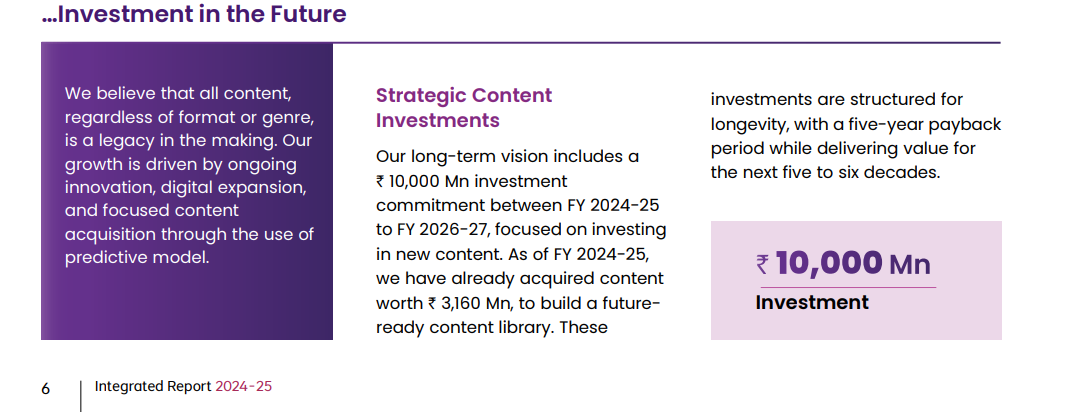 ...Investment in the Future
We believe that all content,
regardless of format or genre,
is a legacy in the making. Our
growth is driven by ongoing
innovation, digital expansion,
and focused content
acquisition through the use of
predictive model.
Strategic Content
Investments
Our long-term vision includes a
₹ 10,000 Mn investment
commitment between FY 2024-25
to FY 2026-27, focused on investing
in new content. As of FY 2024-25,
we have already acquired content
worth ₹ 3,160 Mn, to build a future-
ready content library. These
investments are structured for
longevity, with a five-year payback
period while delivering value for
the next five to six decades.
₹ 10,000 Mn
Investment
6
Integrated Report 2024-25